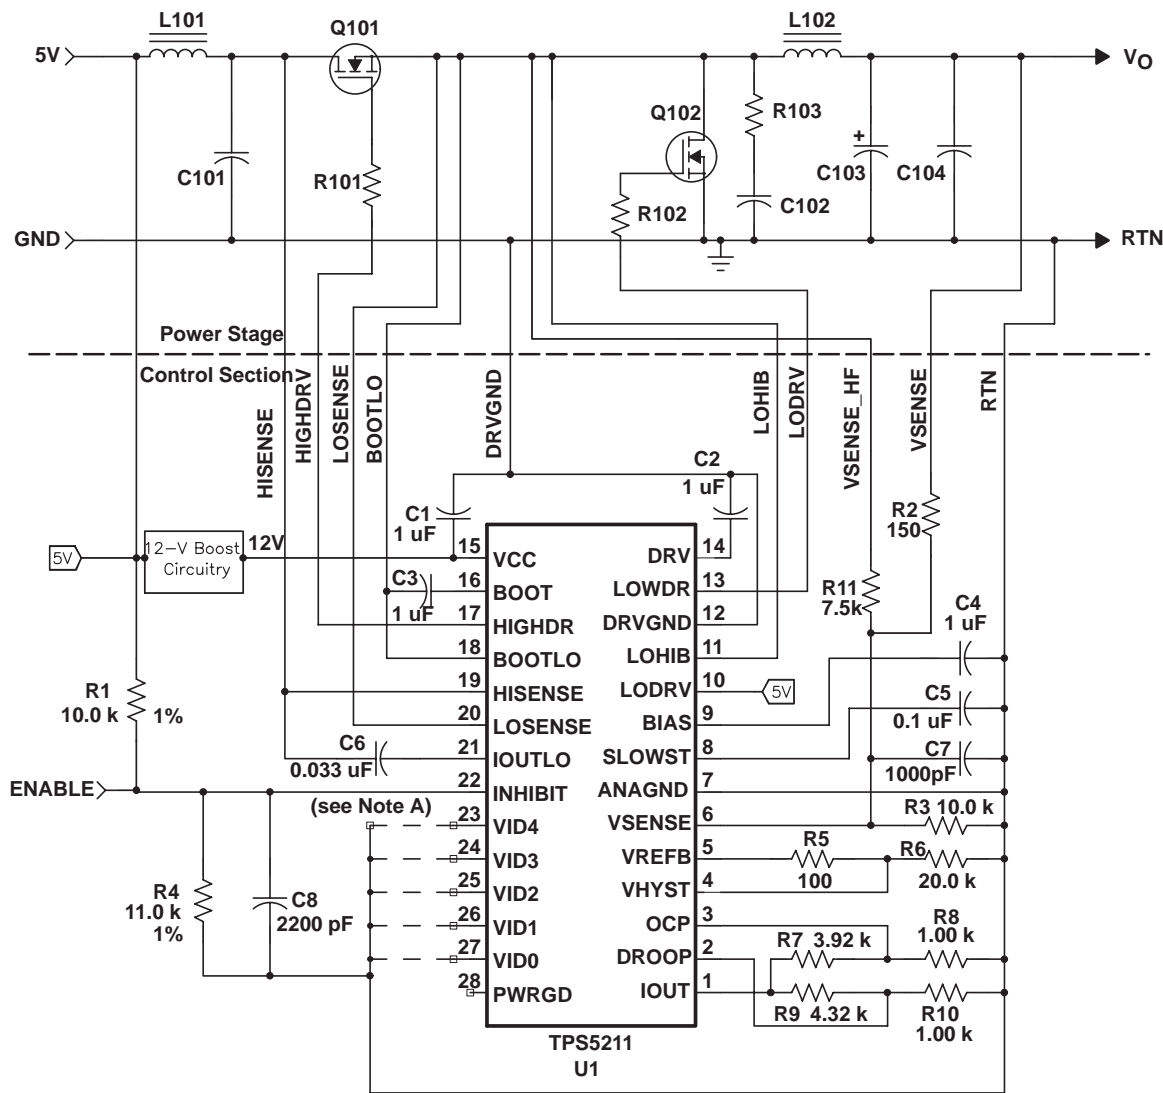 L101
Q101
L102
5V
VO
Q102
R103
+
C101
R101
C103
C104
R102
C102
GND
RTN
Power Stage
Control Section
HISENSE
HIGHDRV
LOSENSE
BOOTLO
DRVGND
LOHIB
LODRV
VSENSE_HF
VSENSE
RTN
C2
1 uF
C1
1 uF
R2
150
5V
12–V Boost
Circuitry
12V
15
VCC
DRV
14
C3
1 uF
16
BOOT
LOWDR
13
R11
7.5k
C4
1 uF
17
HIGHDR
DRVGND
12
18
BOOTLO
LOHIB
11
R1
10.0 k
1%
19
HISENSE
LODRV
10
5V
C5
0.1 uF
20
LOSENSE
BIAS
9
C6
0.033 uF
21
IOUTLO
SLOWST
8
C7
1000pF
ENABLE
22
INHIBIT
ANAGND
7
(see Note A)
23
VID4
VSENSE
6
R3 10.0 k
24
VID3
VREFB
5
R5
100
R6
20.0 k
R4
11.0 k
1%
C8
2200 pF
25
VID2
VHYST
4
26
VID1
OCP
3
R7 3.92 k
R8
1.00 k
27
VID0
DROOP
2
28
PWRGD
IOUT
1
R9 4.32 k
R10
1.00 k
TPS5211
U1